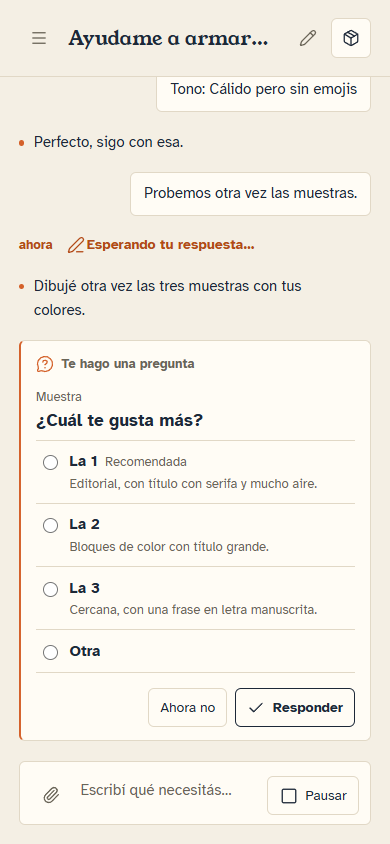 Ayudame a armar...
Tono: Cálido pero sin emojis
Perfecto, sigo con esa.
Probemos otra vez las muestras.
ahora Esperando tu respuesta...
Dibujé otra vez las tres muestras con tus
colores.
Te hago una pregunta
Muestra
¿Cuál te gusta más?
La 1 Recomendada
Editorial, con título con serifa y mucho aire.
La 2
Bloques de color con título grande.
La 3
Cercana, con una frase en letra manuscrita.
Otra
Ahora no Responder
Escribí qué necesitás... Pausar